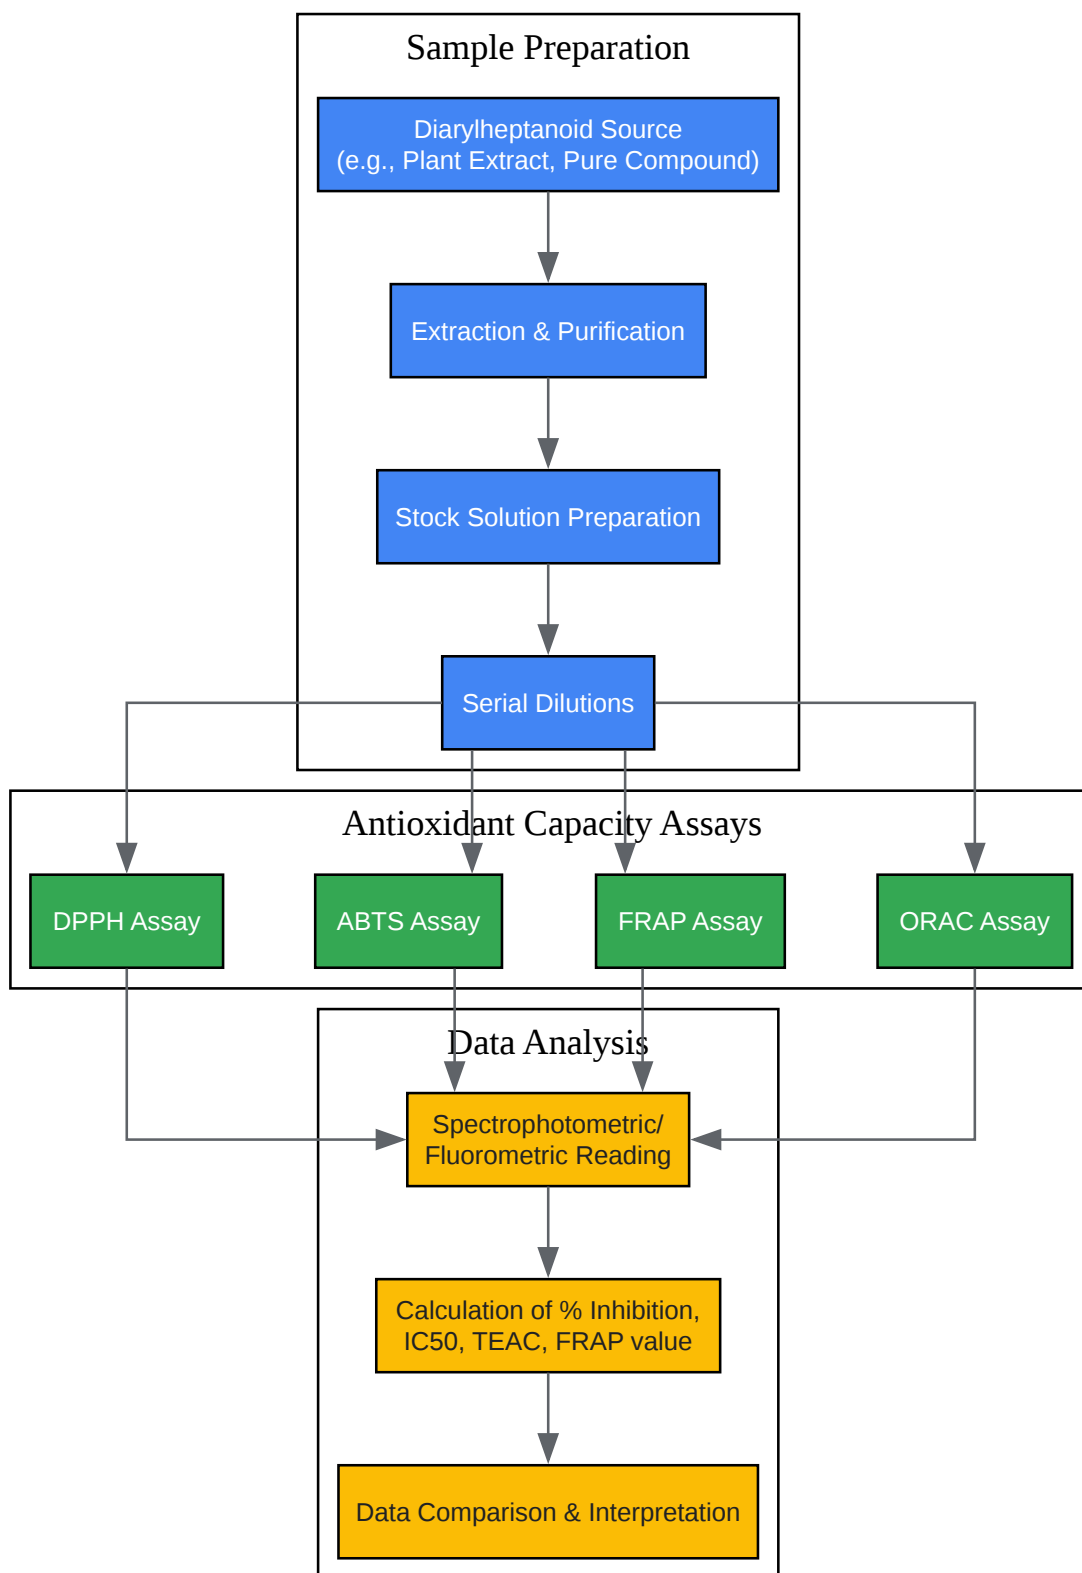 Sample Preparation
Diarylheptanoid Source
(e.g., Plant Extract, Pure Compound)
Extraction & Purification
Stock Solution Preparation
Serial Dilutions
Antioxidant Capacity Assays
DPPH Assay
ABTS Assay
FRAP Assay
ORAC Assay
Data Analysis
Spectrophotometric/
Fluorometric Reading
Calculation of % Inhibition,
IC50, TEAC, FRAP value
Data Comparison & Interpretation